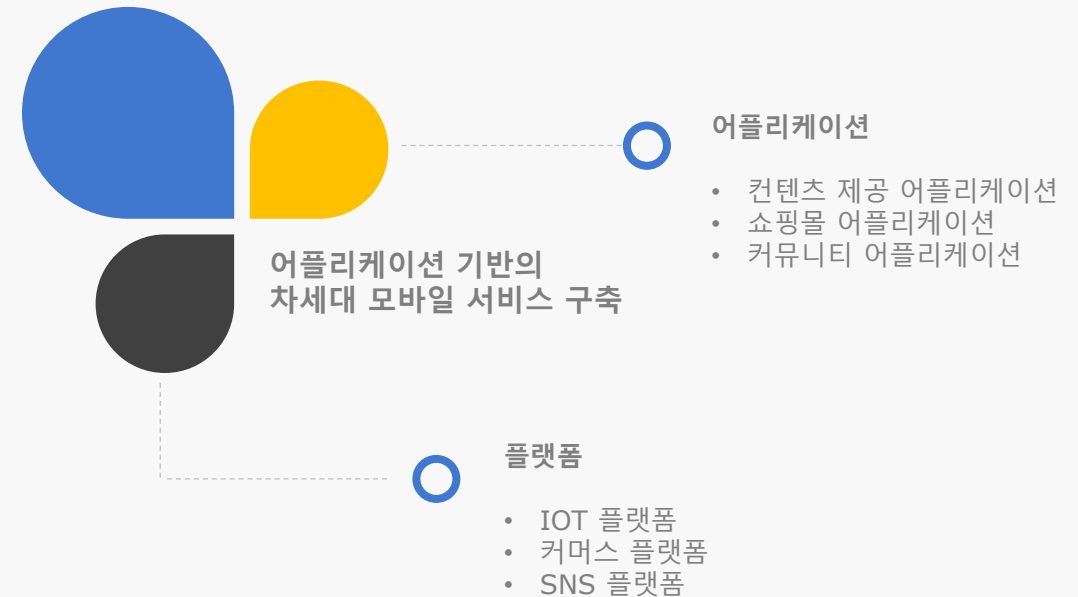 어플리케이션
• 컨텐츠 제공 어플리케이션
• 쇼핑몰 어플리케이션
• 커뮤니티 어플리케이션
어플리케이션 기반의
차세대 모바일 서비스 구축
플랫폼
• IOT 플랫폼
• 커머스 플랫폼
• SNS 플랫폼